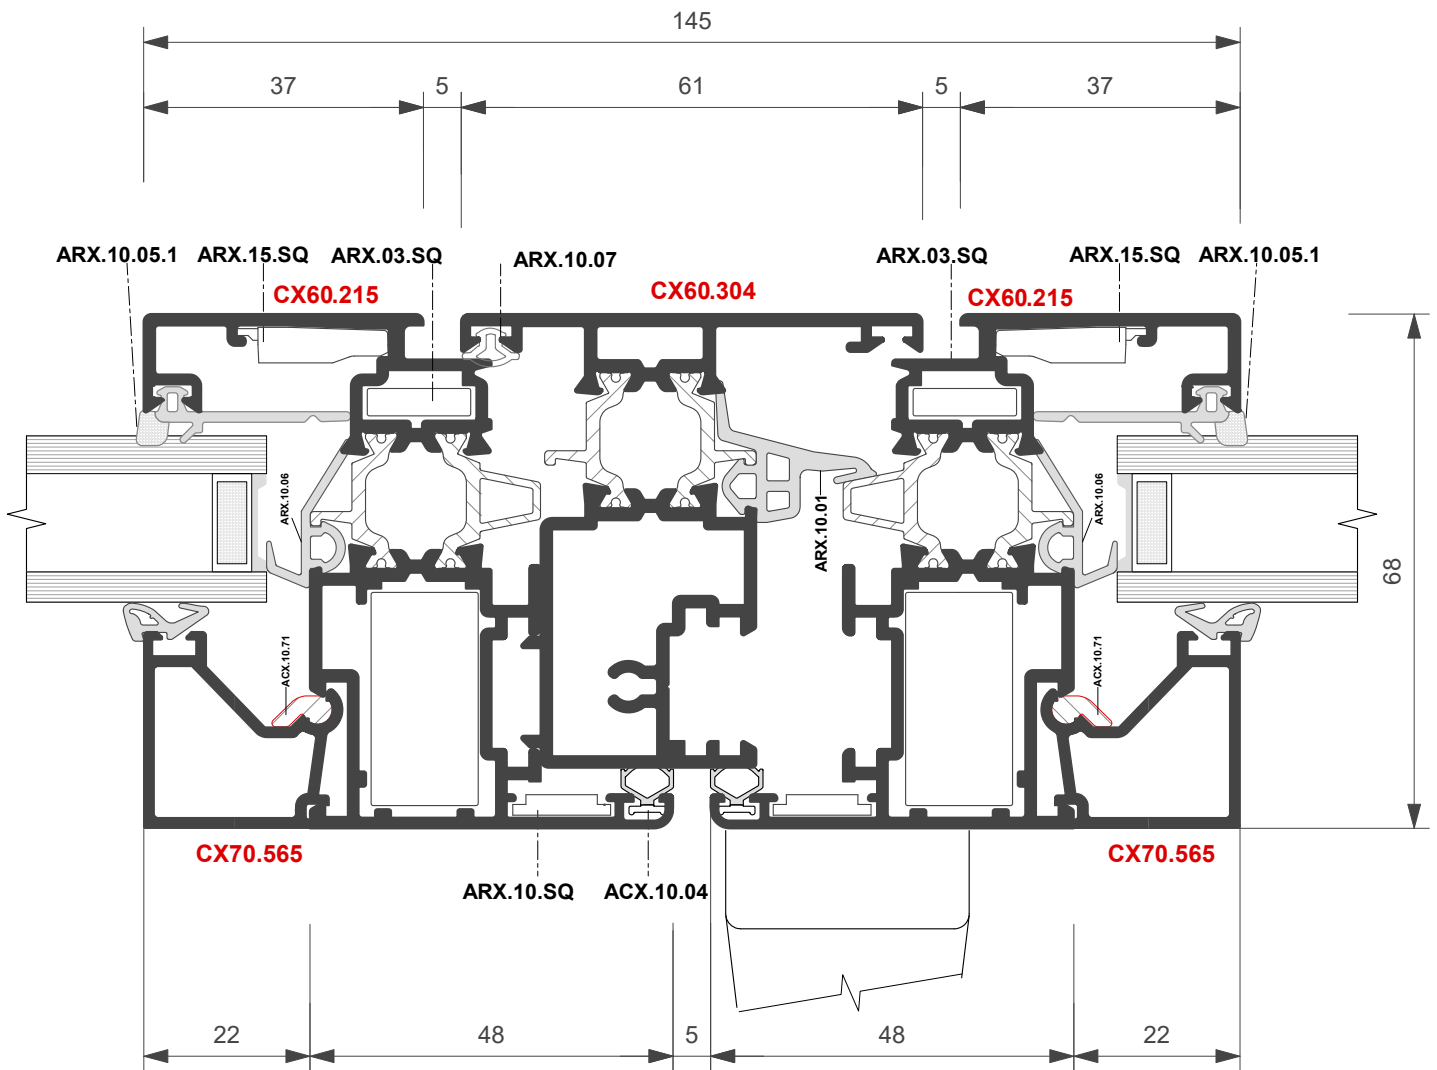 145
37 5 61 5 37
ARX.10.05.1 ARX.15.SQ ARX.03.SQ ARX.10.07 ARX.03.SQ ARX.15.SQ ARX.10.05.1
CX60.215 CX60.304 CX60.215
ARX.10.06 ARX.10.01 ARX.10.06
68
ACX.10.71 ACX.10.71
CX70.565 CX70.565
ARX.10.SQ ACX.10.04
22 48 5 48 22